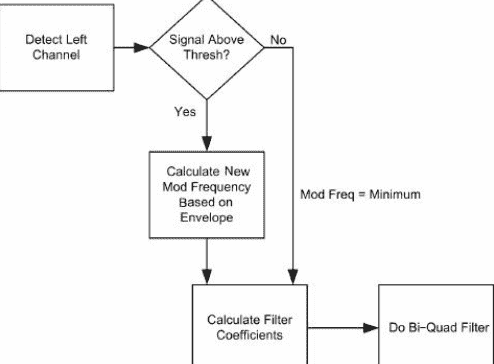 Detect Left
Channel
Signal Above
Thresh?
No
Yes
Calculate New
Mod Frequency
Based on
Envelope
Mod Freq = Minimum
Calculate Filter
Coefficients
Do Bi-Quad Filter